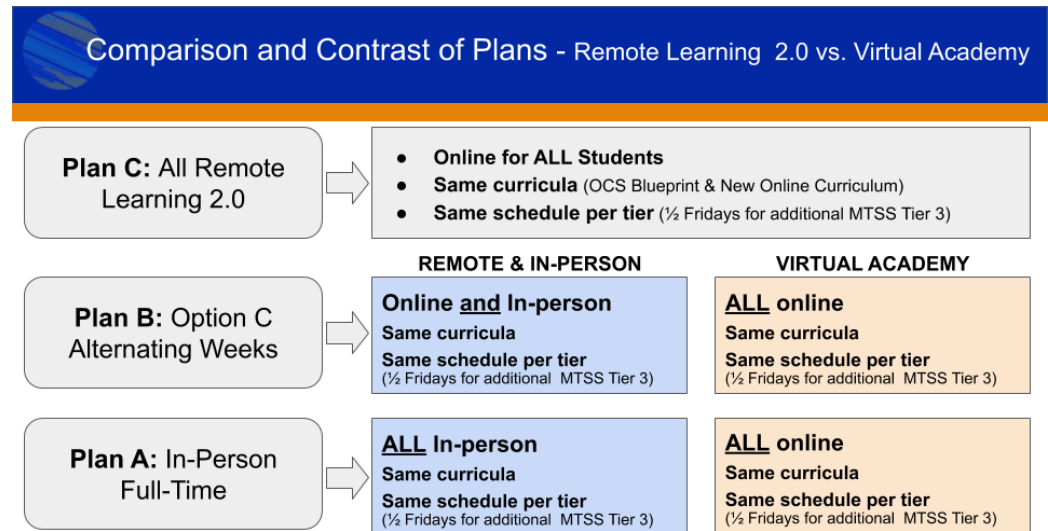 Comparison and Contrast of Plans - Remote Learning 2.0 vs. Virtual Academy
Plan C: All Remote
Learning 2.0
● Online for ALL Students
● Same curricula (OCS Blueprint & New Online Curriculum)
● Same schedule per tier (½ Fridays for additional MTSS Tier 3)
REMOTE & IN-PERSON
VIRTUAL ACADEMY
Plan B: Option C
Alternating Weeks
Online and In-person
Same curricula
Same schedule per tier
(½ Fridays for additional MTSS Tier 3)
ALL online
Same curricula
Same schedule per tier
(½ Fridays for additional MTSS Tier 3)
Plan A: In-Person
Full-Time
ALL In-person
Same curricula
Same schedule per tier
(½ Fridays for additional MTSS Tier 3)
ALL online
Same curricula
Same schedule per tier
(½ Fridays for additional MTSS Tier 3)